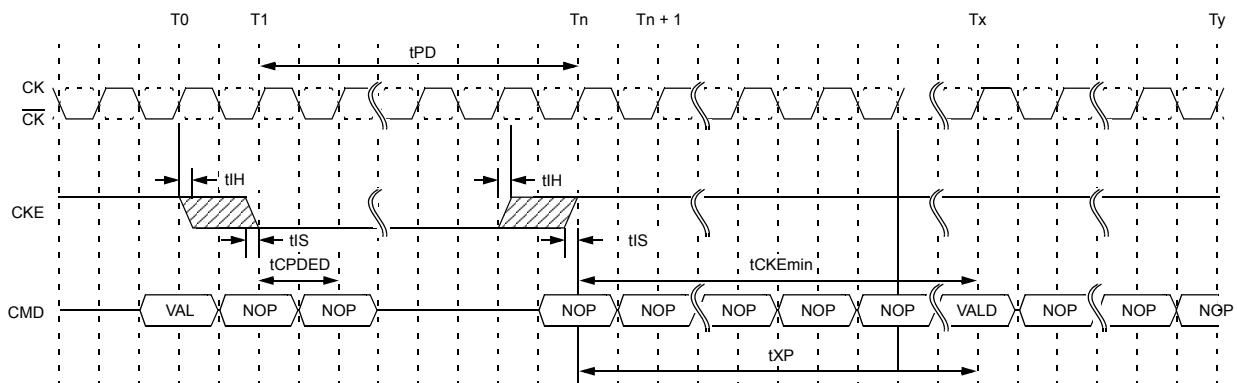 T0 T1 Tn Tn + 1 Tx Ty
tPD
CK
CK
tIH tIH
CKE
tIS tIS
tCPDED tCKEmin
CMD VAL NOP NOP NOP NOP NOP NOP NOP VALD NOP NOP NOP
tXP